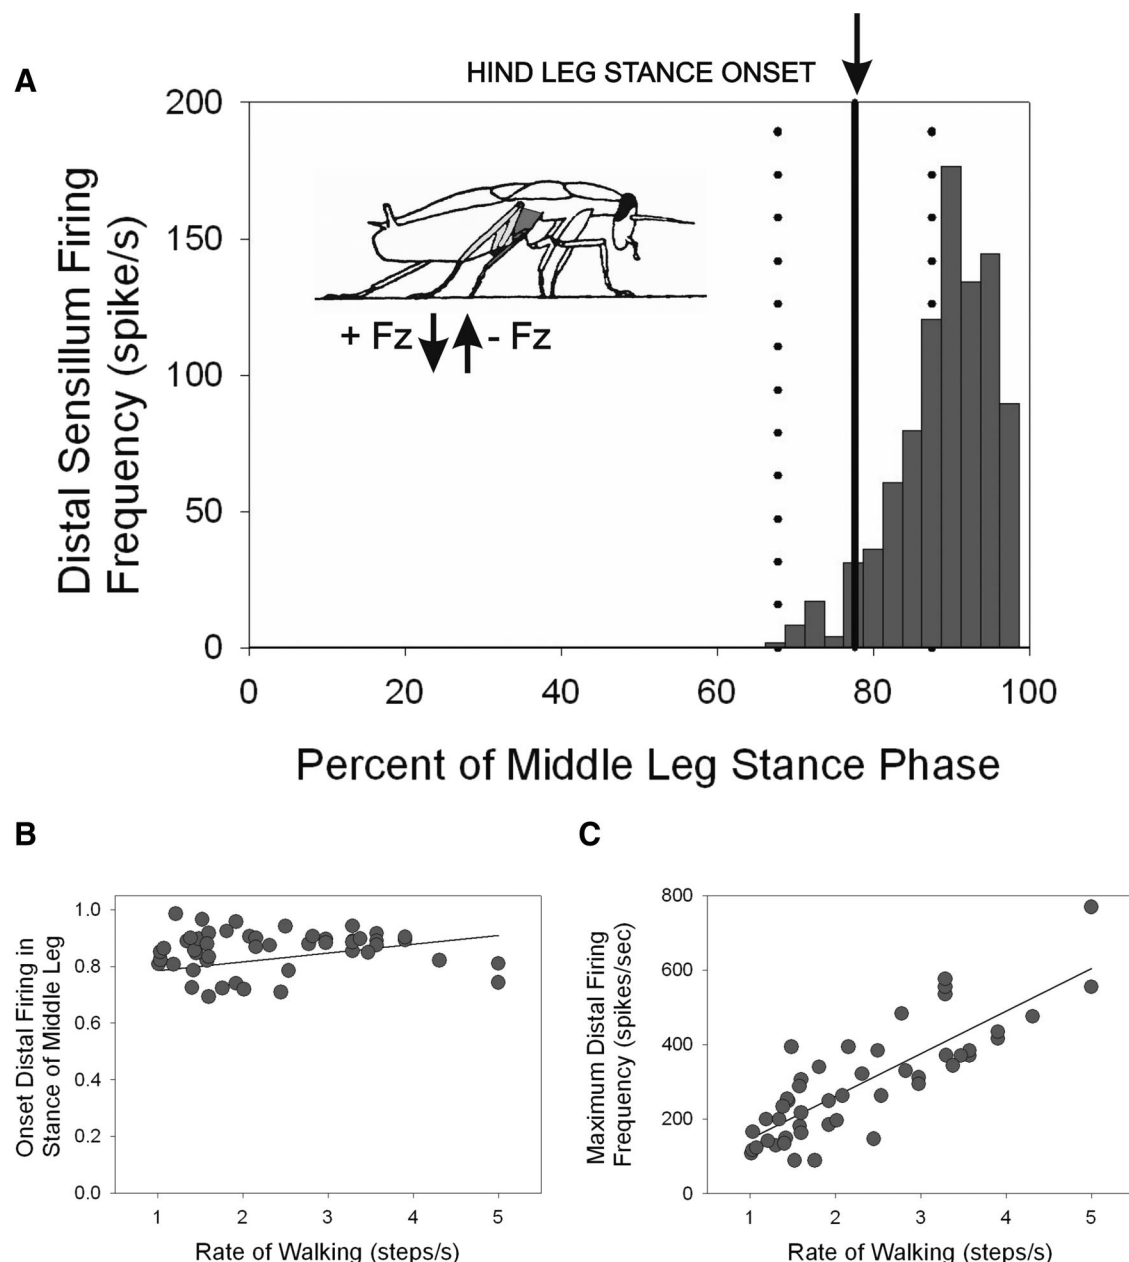 A
HIND LEG STANCE ONSET
Distal Sensillum Firing
Frequency (spike/s)
200
150
100
50
0
+ Fz
- Fz
0 20 40 60 80 100
Percent of Middle Leg Stance Phase
B
Onset Distal Firing in
Stance of Middle Leg
1.0
0.8
0.6
0.4
0.2
0.0
1 2 3 4 5
Rate of Walking (steps/s)
C
Maximum Distal Firing
Frequency (spikes/sec)
800
600
400
200
0
1 2 3 4 5
Rate of Walking (steps/s)